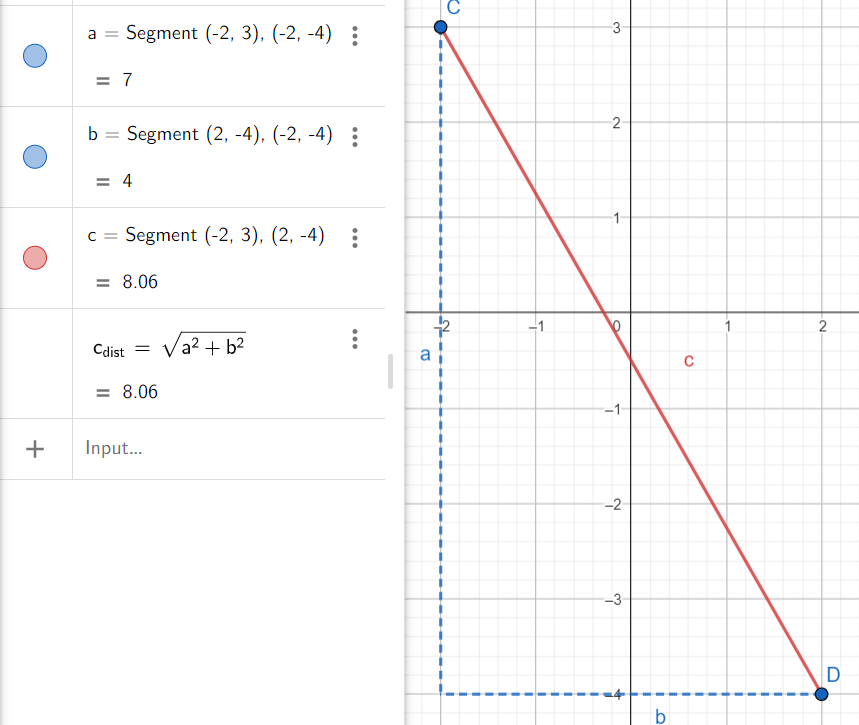 a = Segment (-2, 3), (-2, -4)
= 7
b = Segment (2, -4), (-2, -4)
= 4
c = Segment (-2, 3), (2, -4)
= 8.06
c_dist = √(a² + b²)
= 8.06
+ Input...
C
3
2
1
–2 –1 0 1 2
a
c
–1
–2
–3
D
–4
b